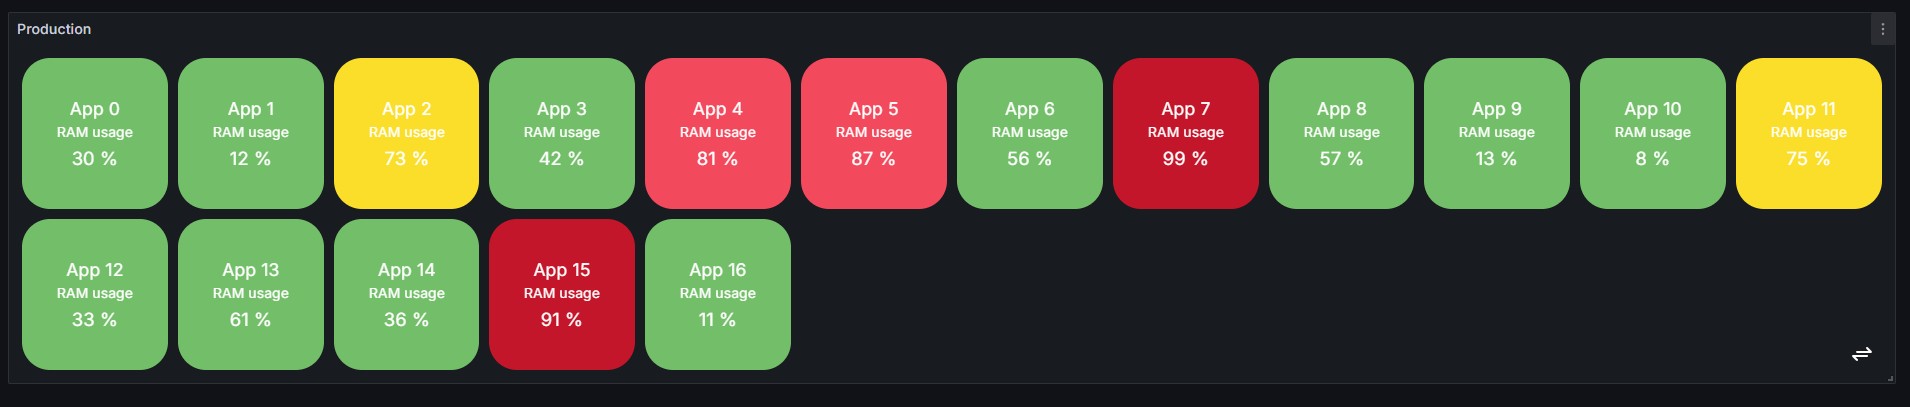 Production
App 0
RAM usage
30 %
App 1
RAM usage
12 %
App 2
RAM usage
73 %
App 3
RAM usage
42 %
App 4
RAM usage
81 %
App 5
RAM usage
87 %
App 6
RAM usage
56 %
App 7
RAM usage
99 %
App 8
RAM usage
57 %
App 9
RAM usage
13 %
App 10
RAM usage
8 %
App 11
RAM usage
75 %
App 12
RAM usage
33 %
App 13
RAM usage
61 %
App 14
RAM usage
36 %
App 15
RAM usage
91 %
App 16
RAM usage
11 %